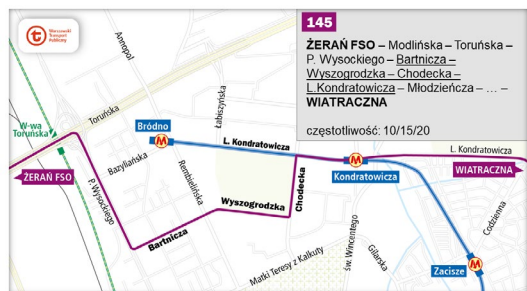 Warszawski
Transport
Publiczny
145
ŻERAŃ FSO – Modlińska – Toruńska –
P. Wysockiego – Bartnicza –
Wyszogrodzka – Chodecka –
L.Kondratowicza – Młodzieńcza – ... –
WIATRACZNA
częstotliwość: 10/15/20
Annopol
Toruńska
W-wa
Toruńska
Bródno
M
Łabiszyńska
L. Kondratowicza
L. Kondratowicza
M
Kondratowicza
WIATRACZNA
ŻERAŃ FSO
Bazyliańska
Rembielińska
P. Wysockiego
Wyszogrodzka
Chodecka
Bartnicza
Matki Teresy z Kalkuty
św. Wincentego
Gilarska
Codzienna
M
Zacisze